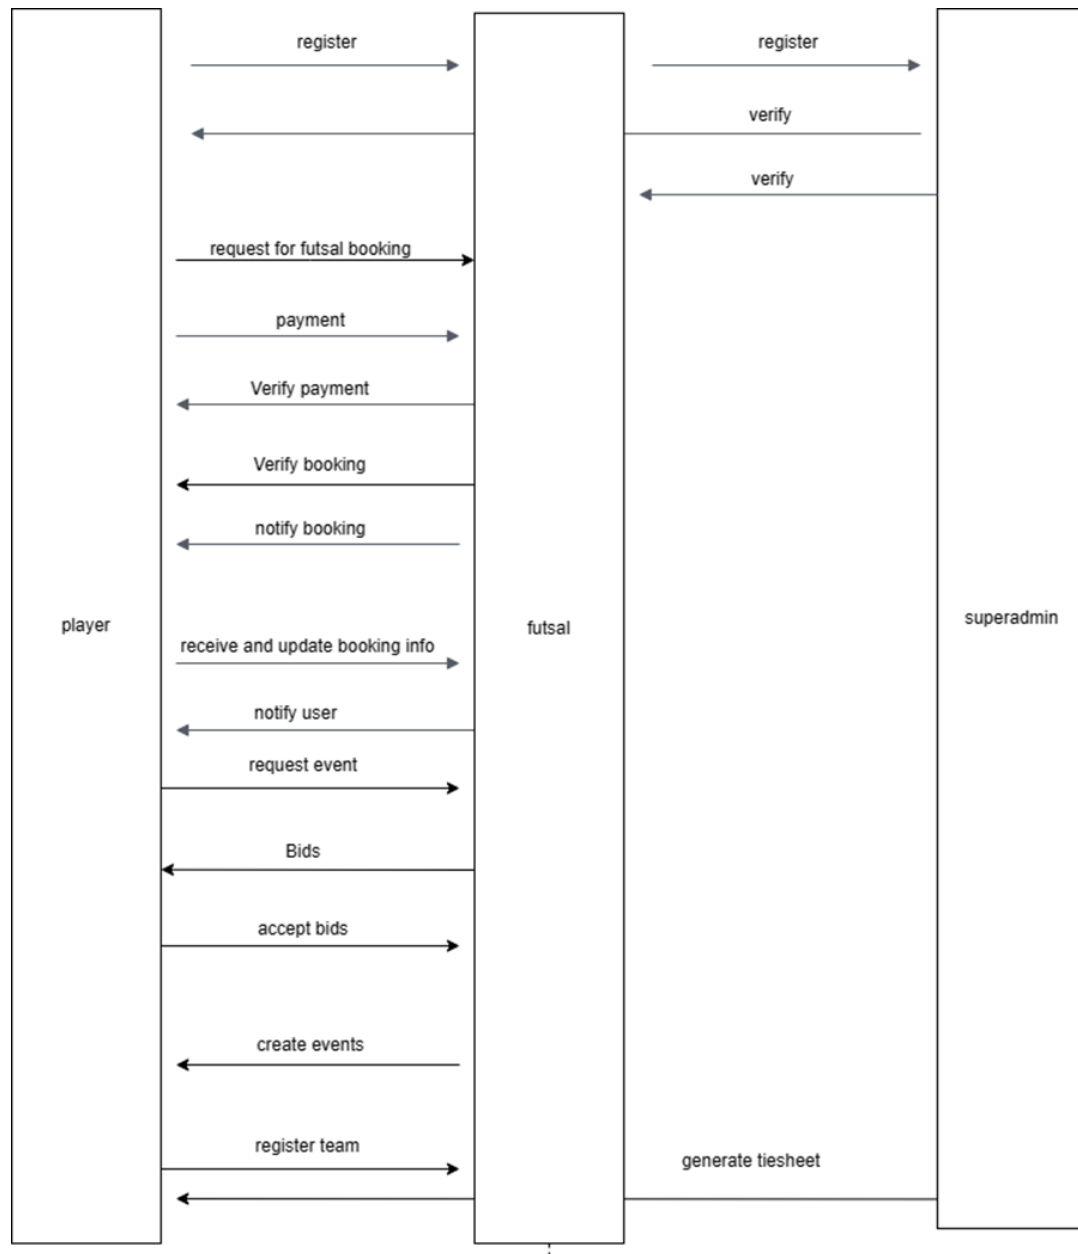 register
register
verify
verify
request for futsal booking
payment
Verify payment
Verify booking
notify booking
player
futsal
superadmin
receive and update booking info
notify user
request event
Bids
accept bids
create events
register team
generate tiesheet